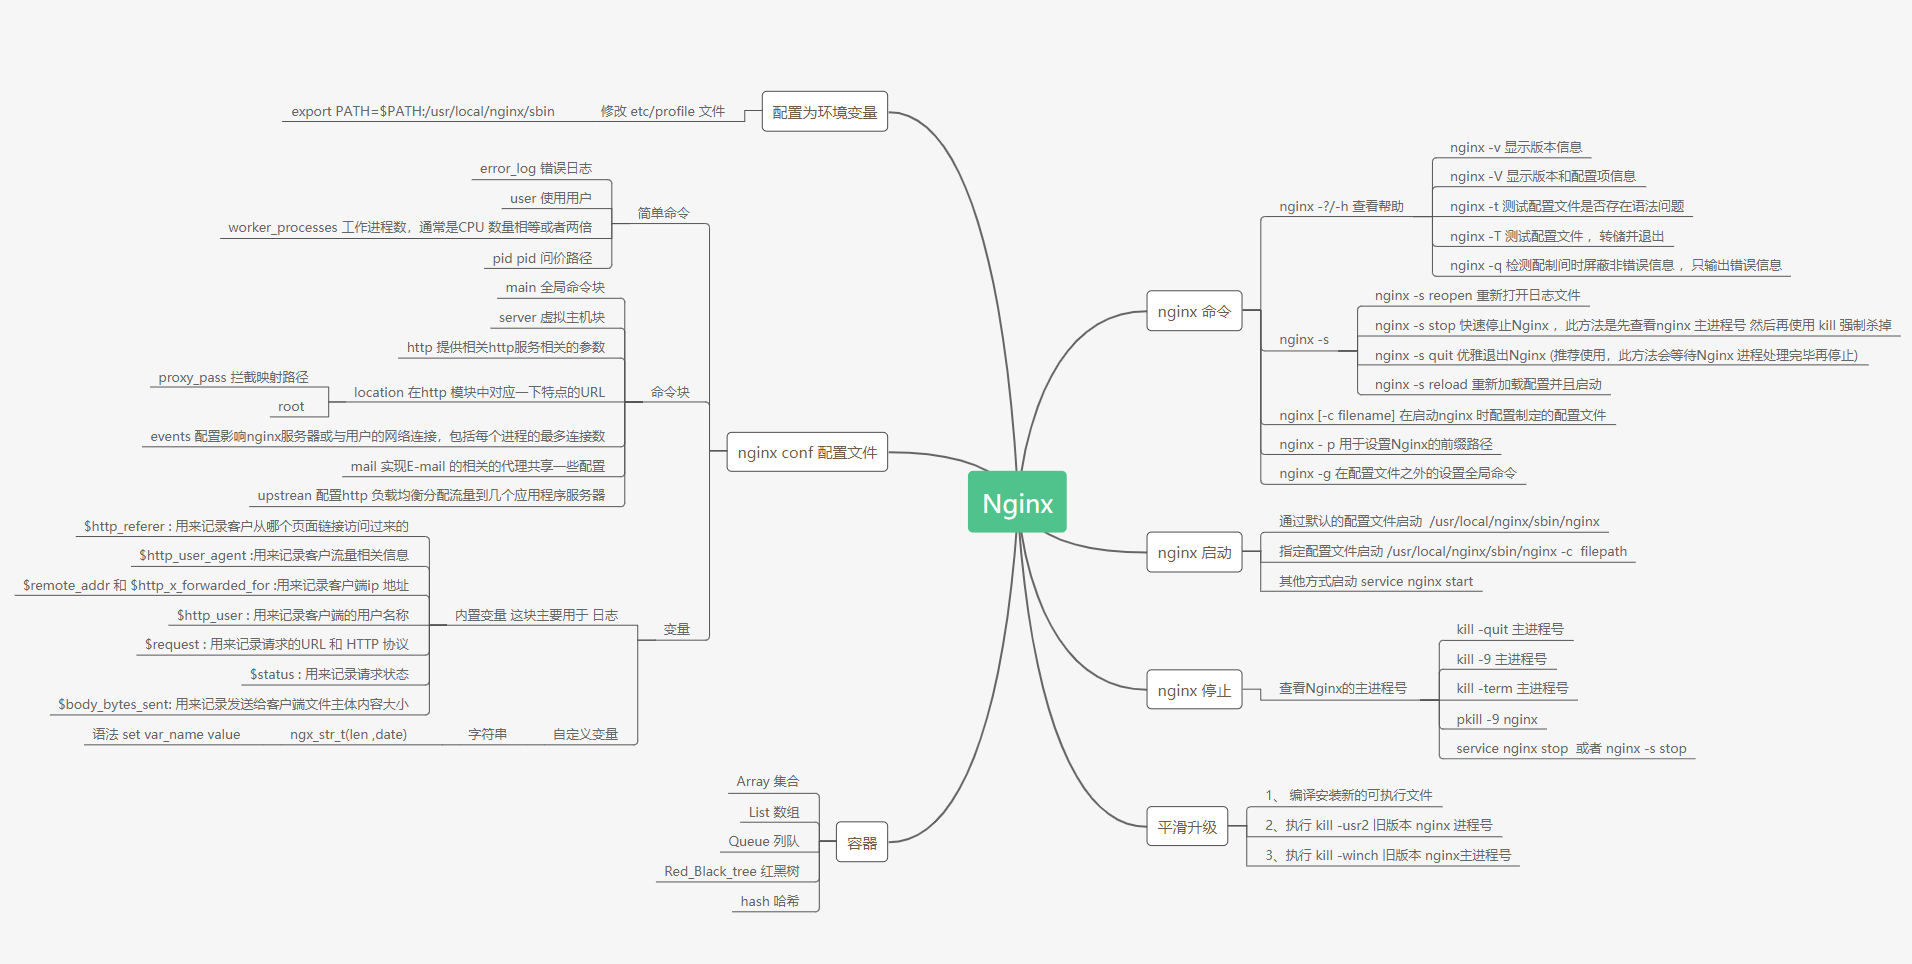 Nginx
配置为环境变量
修改 etc/profile 文件
export PATH=$PATH:/usr/local/nginx/sbin
nginx conf 配置文件
简单命令
error_log 错误日志
user 使用用户
worker_processes 工作进程数，通常是CPU 数量相等或者两倍
pid pid 问价路径
命令块
main 全局命令块
server 虚拟主机块
http 提供相关http服务相关的参数
location 在http 模块中对应一下特点的URL
proxy_pass 拦截映射路径
root
events 配置影响nginx服务器或与用户的网络连接，包括每个进程的最多连接数
mail 实现E-mail 的相关的代理共享一些配置
upstrean 配置http 负载均衡分配流量到几个应用程序服务器
变量
内置变量 这块主要用于 日志
$http_referer : 用来记录客户从哪个页面链接访问过来的
$http_user_agent :用来记录客户流量相关信息
$remote_addr 和 $http_x_forwarded_for :用来记录客户端ip 地址
$http_user : 用来记录客户端的用户名称
$request : 用来记录请求的URL 和 HTTP 协议
$status : 用来记录请求状态
$body_bytes_sent: 用来记录发送给客户端文件主体内容大小
自定义变量
字符串
ngx_str_t(len ,date)
语法 set var_name value
容器
Array 集合
List 数组
Queue 列队
Red_Black_tree 红黑树
hash 哈希
nginx 命令
nginx -?/-h 查看帮助
nginx -v 显示版本信息
nginx -V 显示版本和配置项信息
nginx -t 测试配置文件是否存在语法问题
nginx -T 测试配置文件 ，转储并退出
nginx -q 检测配制间时屏蔽非错误信息 ，只输出错误信息
nginx -s
nginx -s reopen 重新打开日志文件
nginx -s stop 快速停止Nginx ，此方法是先查看nginx 主进程号 然后再使用 kill 强制杀掉
nginx -s quit 优雅退出Nginx (推荐使用，此方法会等待Nginx 进程处理完毕再停止)
nginx -s reload 重新加载配置并且启动
nginx [-c filename] 在启动nginx 时配置制定的配置文件
nginx - p 用于设置Nginx的前缀路径
nginx -g 在配置文件之外的设置全局命令
nginx 启动
通过默认的配置文件启动 /usr/local/nginx/sbin/nginx
指定配置文件启动 /usr/local/nginx/sbin/nginx -c filepath
其他方式启动 service nginx start
nginx 停止
查看Nginx的主进程号
kill -quit 主进程号
kill -9 主进程号
kill -term 主进程号
pkill -9 nginx
service nginx stop 或者 nginx -s stop
平滑升级
1、 编译安装新的可执行文件
2、执行 kill -usr2 旧版本 nginx 进程号
3、执行 kill -winch 旧版本 nginx主进程号